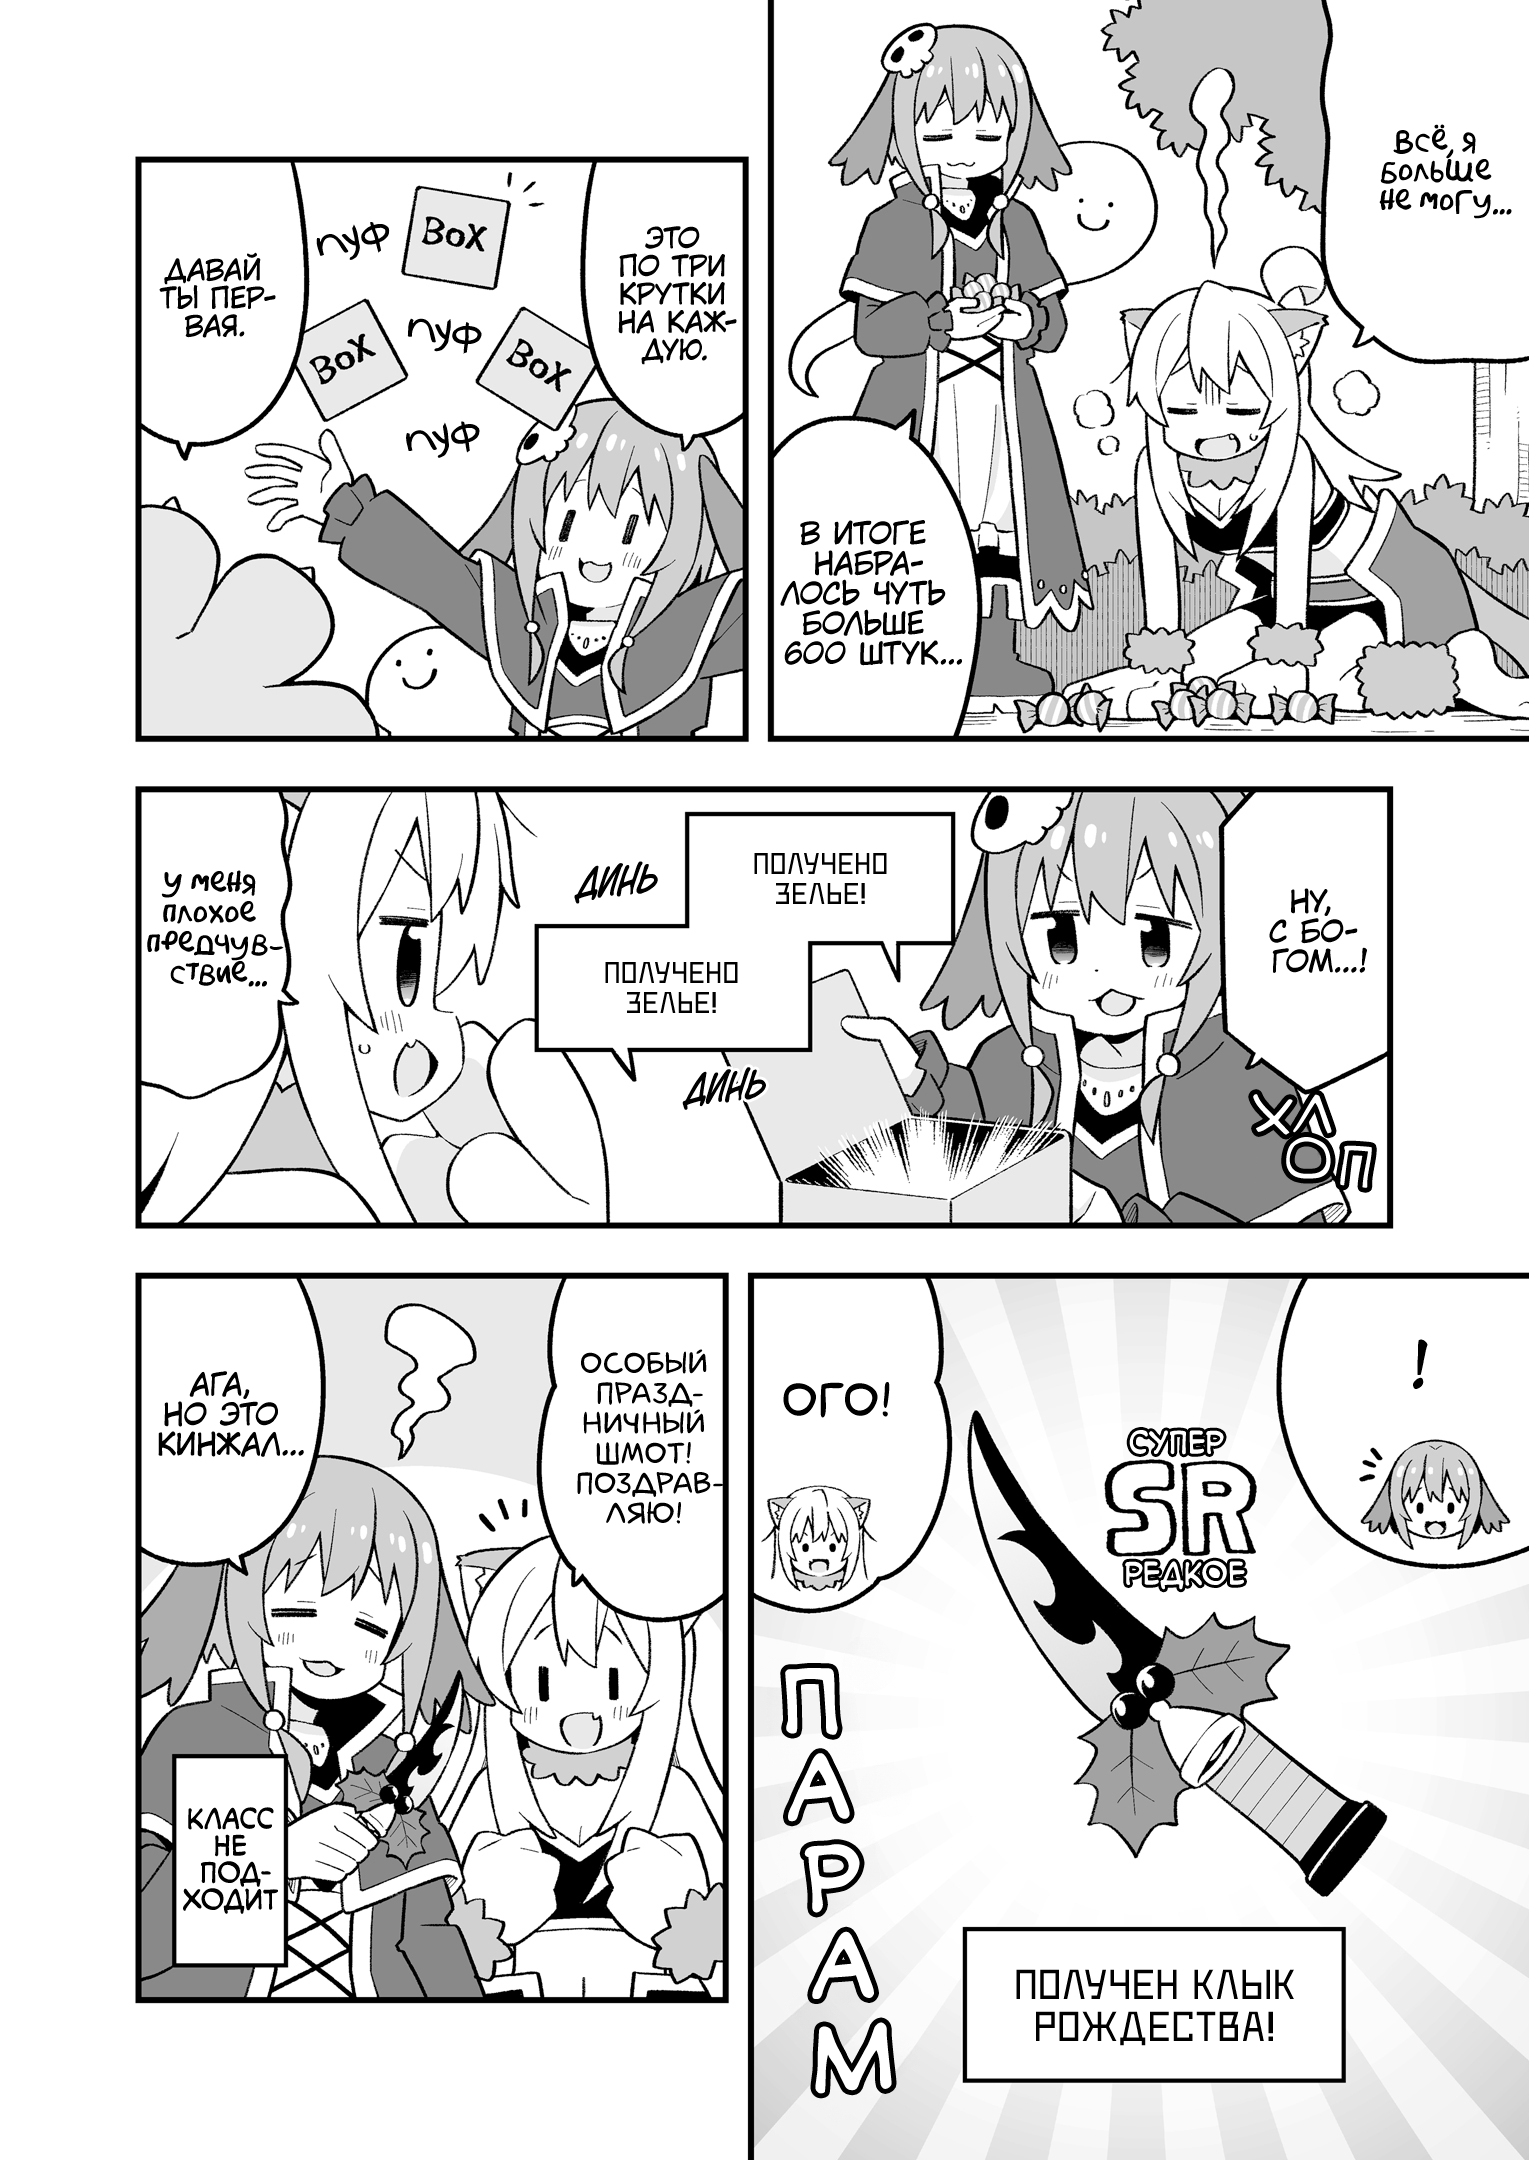 ВСЁ, Я
БОЛЬШЕ
НЕ МОГУ...
В ИТОГЕ
НАБРА-
ЛОСЬ ЧУТЬ
БОЛЬШЕ
600 ШТУК...
ЭТО
ПО ТРИ
КРУТКИ
НА КАЖ-
ДУЮ.
BOX
ПУФ
BOX
ПУФ
BOX
ПУФ
ДАВАЙ
ТЫ ПЕР-
ВАЯ.
НУ,
С БО-
ГОМ...!
ХЛ
ОП
ПОЛУЧЕНО
ЗЕЛЬЕ!
ДИНЬ
ПОЛУЧЕНО
ЗЕЛЬЕ!
ДИНЬ
У МЕНЯ
ПЛОХОЕ
ПРЕДЧУВ-
СТВИЕ...
!
СУПЕР
SR
РЕДКОЕ
ОГО!
ПАРАМ
ПОЛУЧЕН КЛЫК
РОЖДЕСТВА!
ОСОБЫЙ
ПРАЗД-
НИЧНЫЙ
ШМОТ!
ПОЗДРАВ-
ЛЯЮ!
АГА,
НО ЭТО
КИНЖАЛ...
КЛАСС
НЕ
ПОД-
ХОДИТ